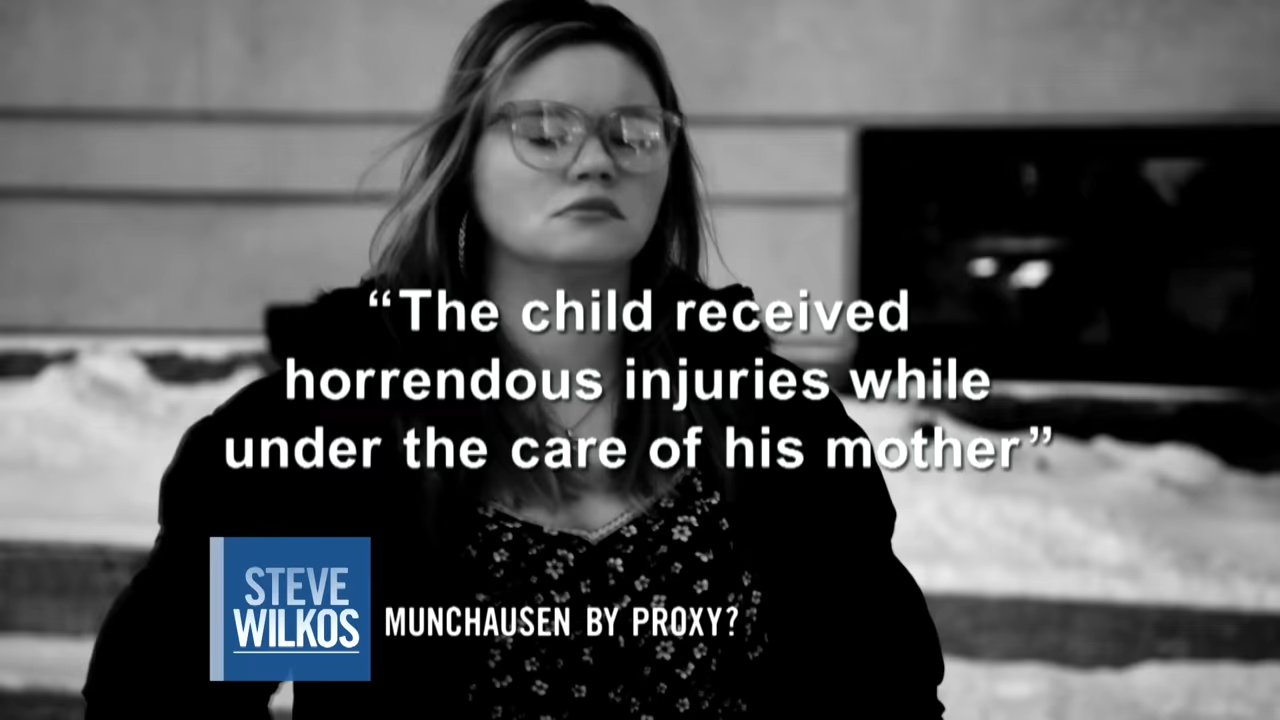 “The child received
horrendous injuries while
under the care of his mother”
STEVE
WILKOS
MUNCHAUSEN BY PROXY?